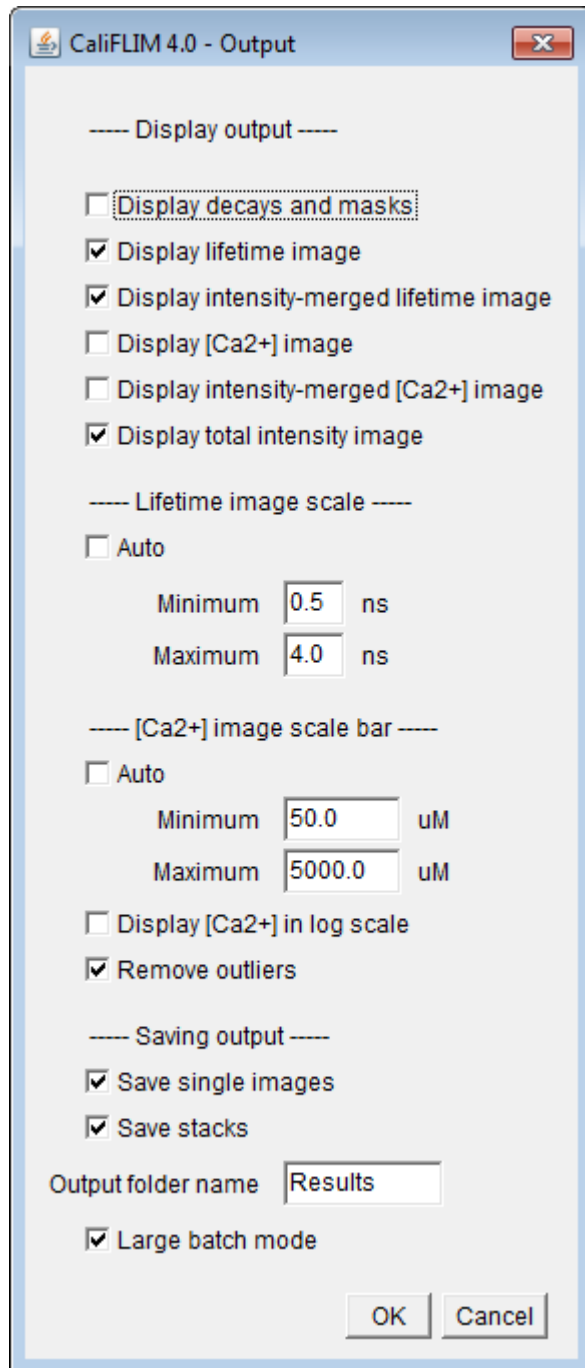 CaliFLIM 4.0 - Output
----- Display output -----
Display decays and masks
Display lifetime image
Display intensity-merged lifetime image
Display [Ca2+] image
Display intensity-merged [Ca2+] image
Display total intensity image
----- Lifetime image scale -----
Auto
Minimum 0.5 ns
Maximum 4.0 ns
----- [Ca2+] image scale bar -----
Auto
Minimum 50.0 uM
Maximum 5000.0 uM
Display [Ca2+] in log scale
Remove outliers
----- Saving output -----
Save single images
Save stacks
Output folder name Results
Large batch mode
OK Cancel